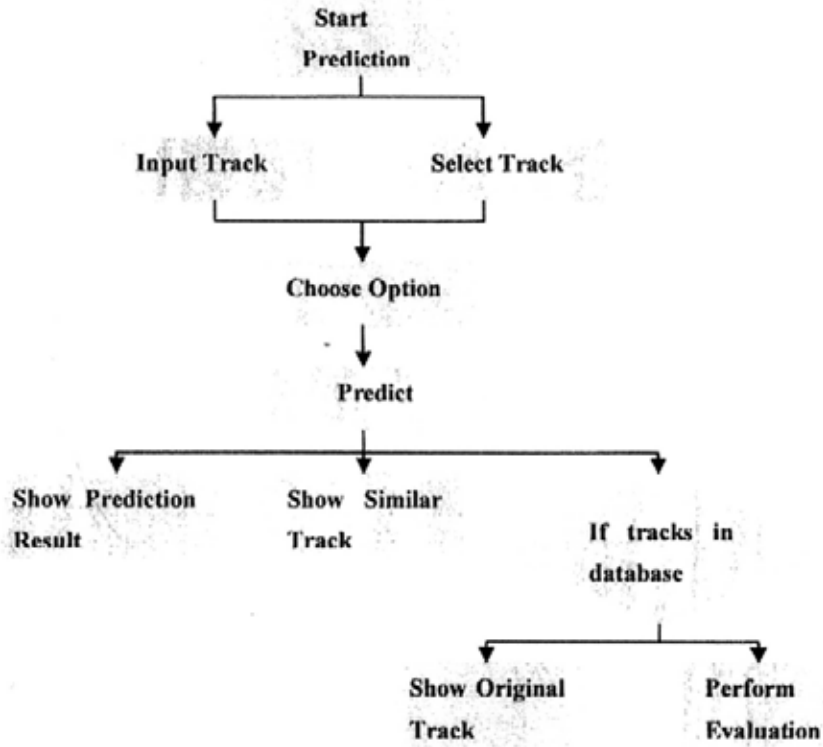 Start
Prediction
Input Track
Select Track
Choose Option
Predict
Show Prediction
Result
Show Similar
Track
If tracks in
database
Show Original
Track
Perform
Evaluation